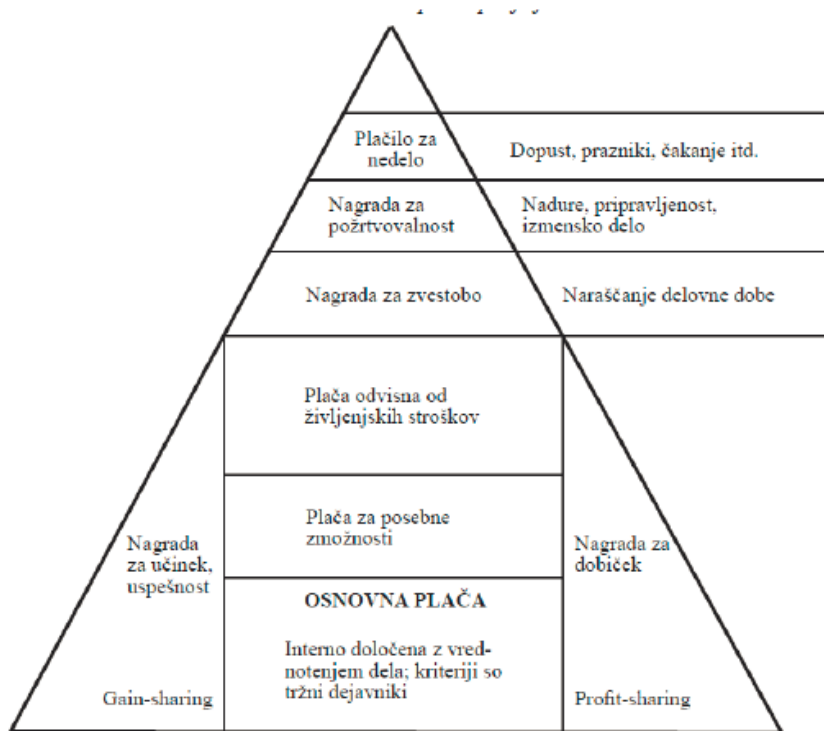 Plačilo za
nedelo
Dopust, prazniki, čakanje itd.
Nagrada za
požrtvovalnost
Nadure, pripravljenost,
izmensko delo
Nagrada za zvestobo
Naraščanje delovne dobe
Plača odvisna od
življenjskih stroškov
Plača za posebne
zmožnosti
Nagrada
za učinek,
uspešnost
Nagrada za
dobiček
OSNOVNA PLAČA
Interno določena z vred-
notenjem dela; kriteriji so
tržni dejavniki
Gain-sharing
Profit-sharing